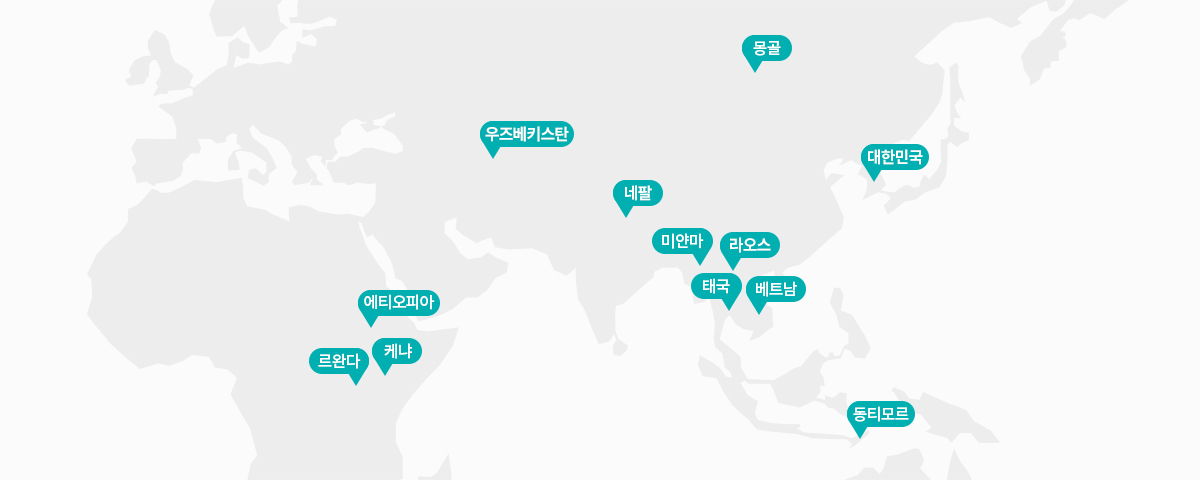 몽골
우즈베키스탄
대한민국
네팔
미얀마
라오스
태국
베트남
에티오피아
르완다
케냐
동티모르